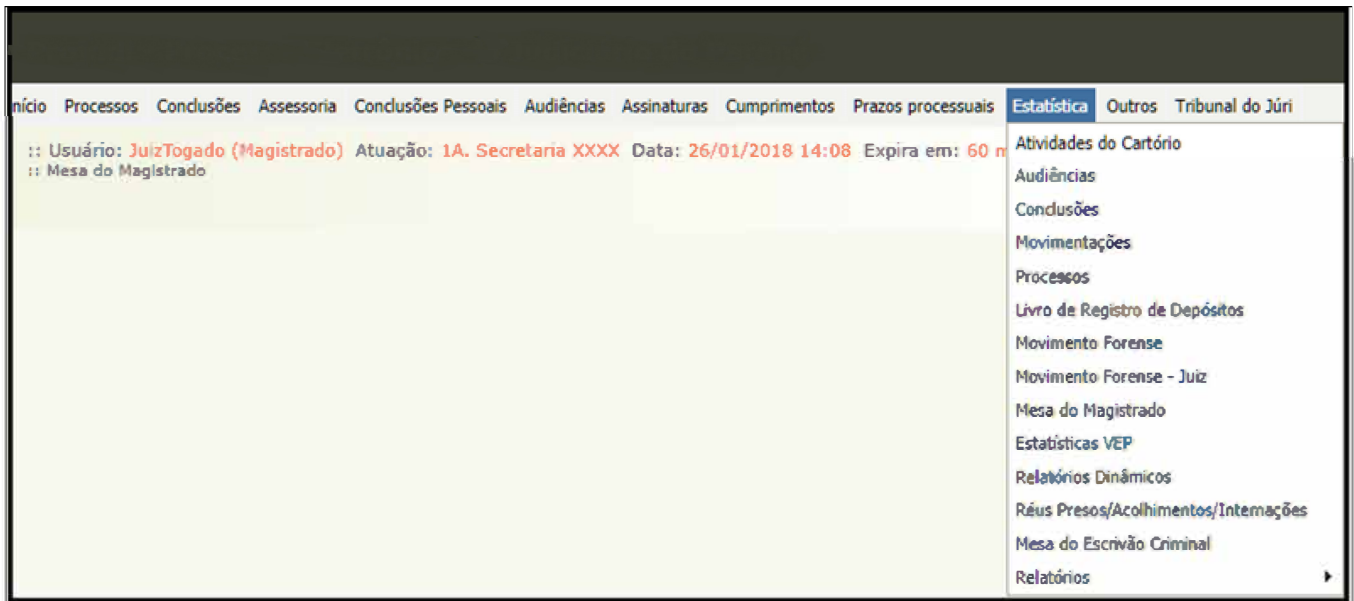 nício Processos Conclusões Assessoria Conclusões Pessoais Audiências Assinaturas Cumprimentos Prazos processuais Estatística Outros Tribunal do Júri
:: Usuário: JuizTogado (Magistrado) Atuação: 1A. Secretaria XXXX Data: 26/01/2018 14:08 Expira em: 60 m
:: Mesa do Magistrado
Atividades do Cartório
Audiências
Conclusões
Movimentações
Processos
Livro de Registro de Depósitos
Movimento Forense
Movimento Forense - Juiz
Mesa do Magistrado
Estatísticas VEP
Relatórios Dinâmicos
Réus Presos/Acolhimentos/Internações
Mesa do Escrivão Criminal
Relatórios